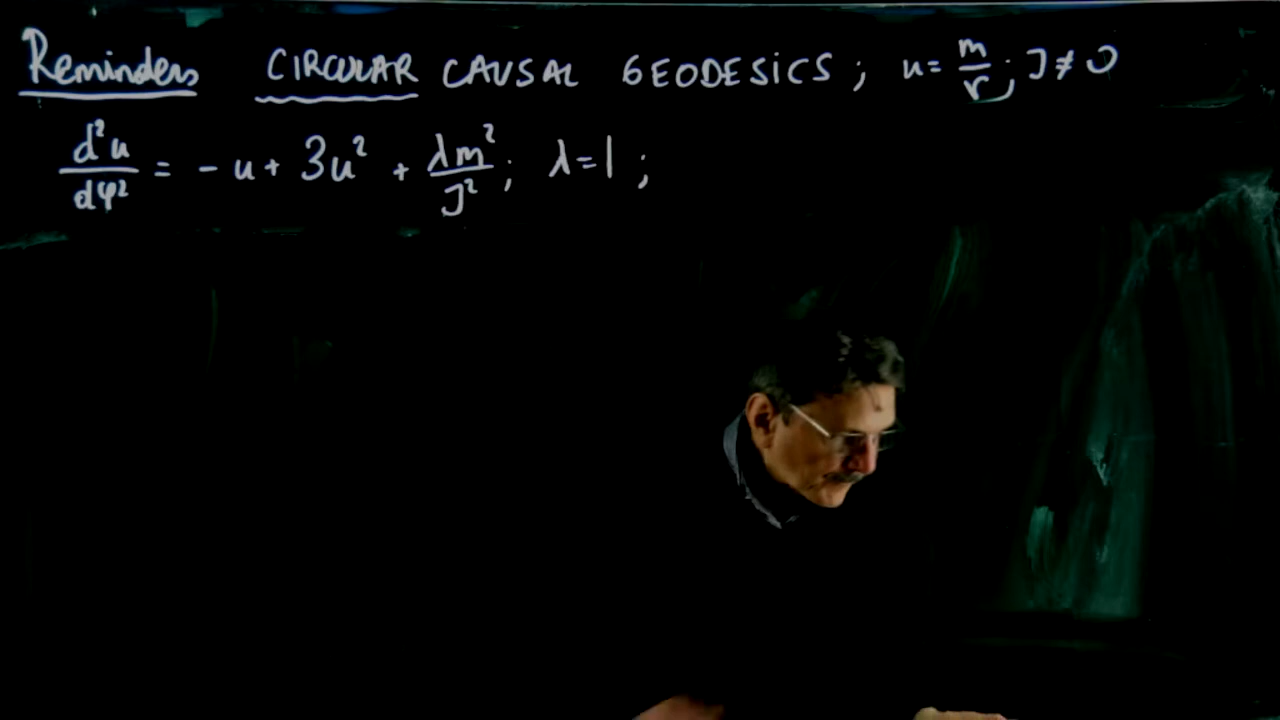 Reminders CIRCULAR CAUSAL GEODESICS ; u = m/r ; J ≠ 0
d²u/dφ² = - u + 3u² + λm²/J² ; λ = 1 ;